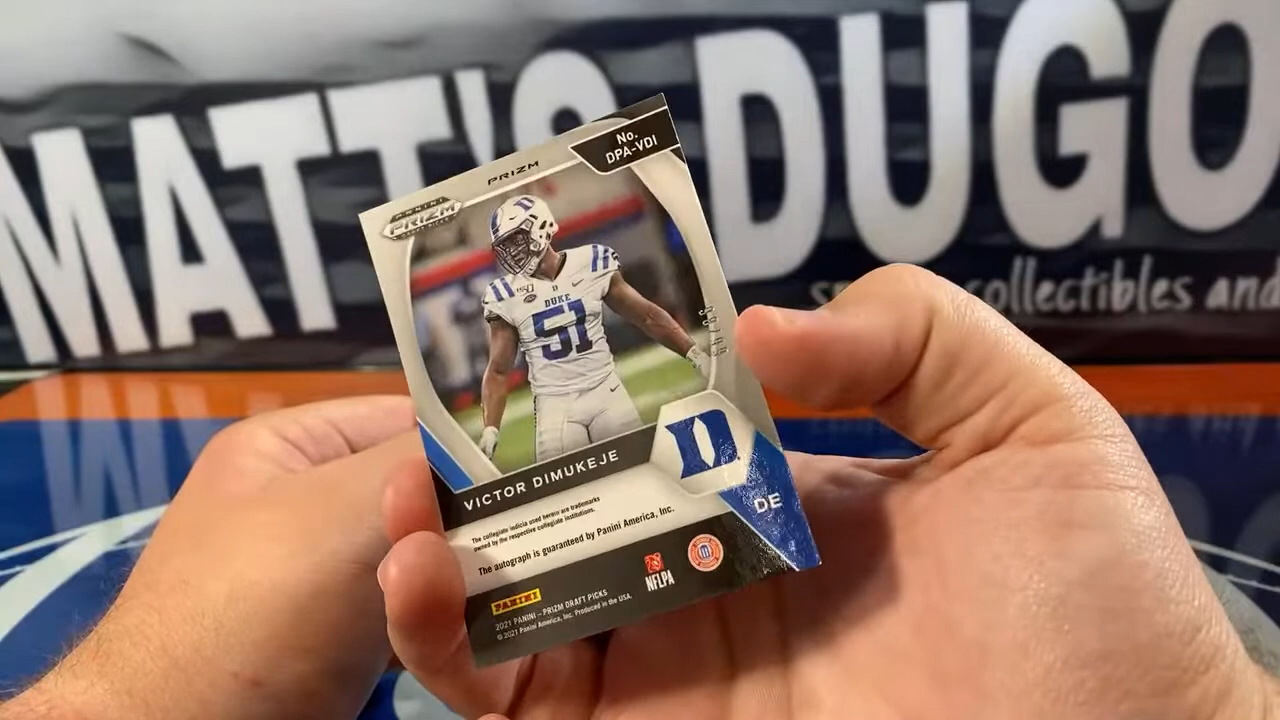 MATT'S DUGO
collectibles and
No.
DPA-VDI
PRIZM
PANINI
PRIZM
DUKE
51
D
VICTOR DIMUKEJE
DE
The collegiate indicia used herein are trademarks
owned by the respective collegiate institutions.
The autograph is guaranteed by Panini America, Inc.
PANINI
NFLPA
2021 PANINI – PRIZM DRAFT PICKS
© 2021 Panini America, Inc. Produced in the USA.